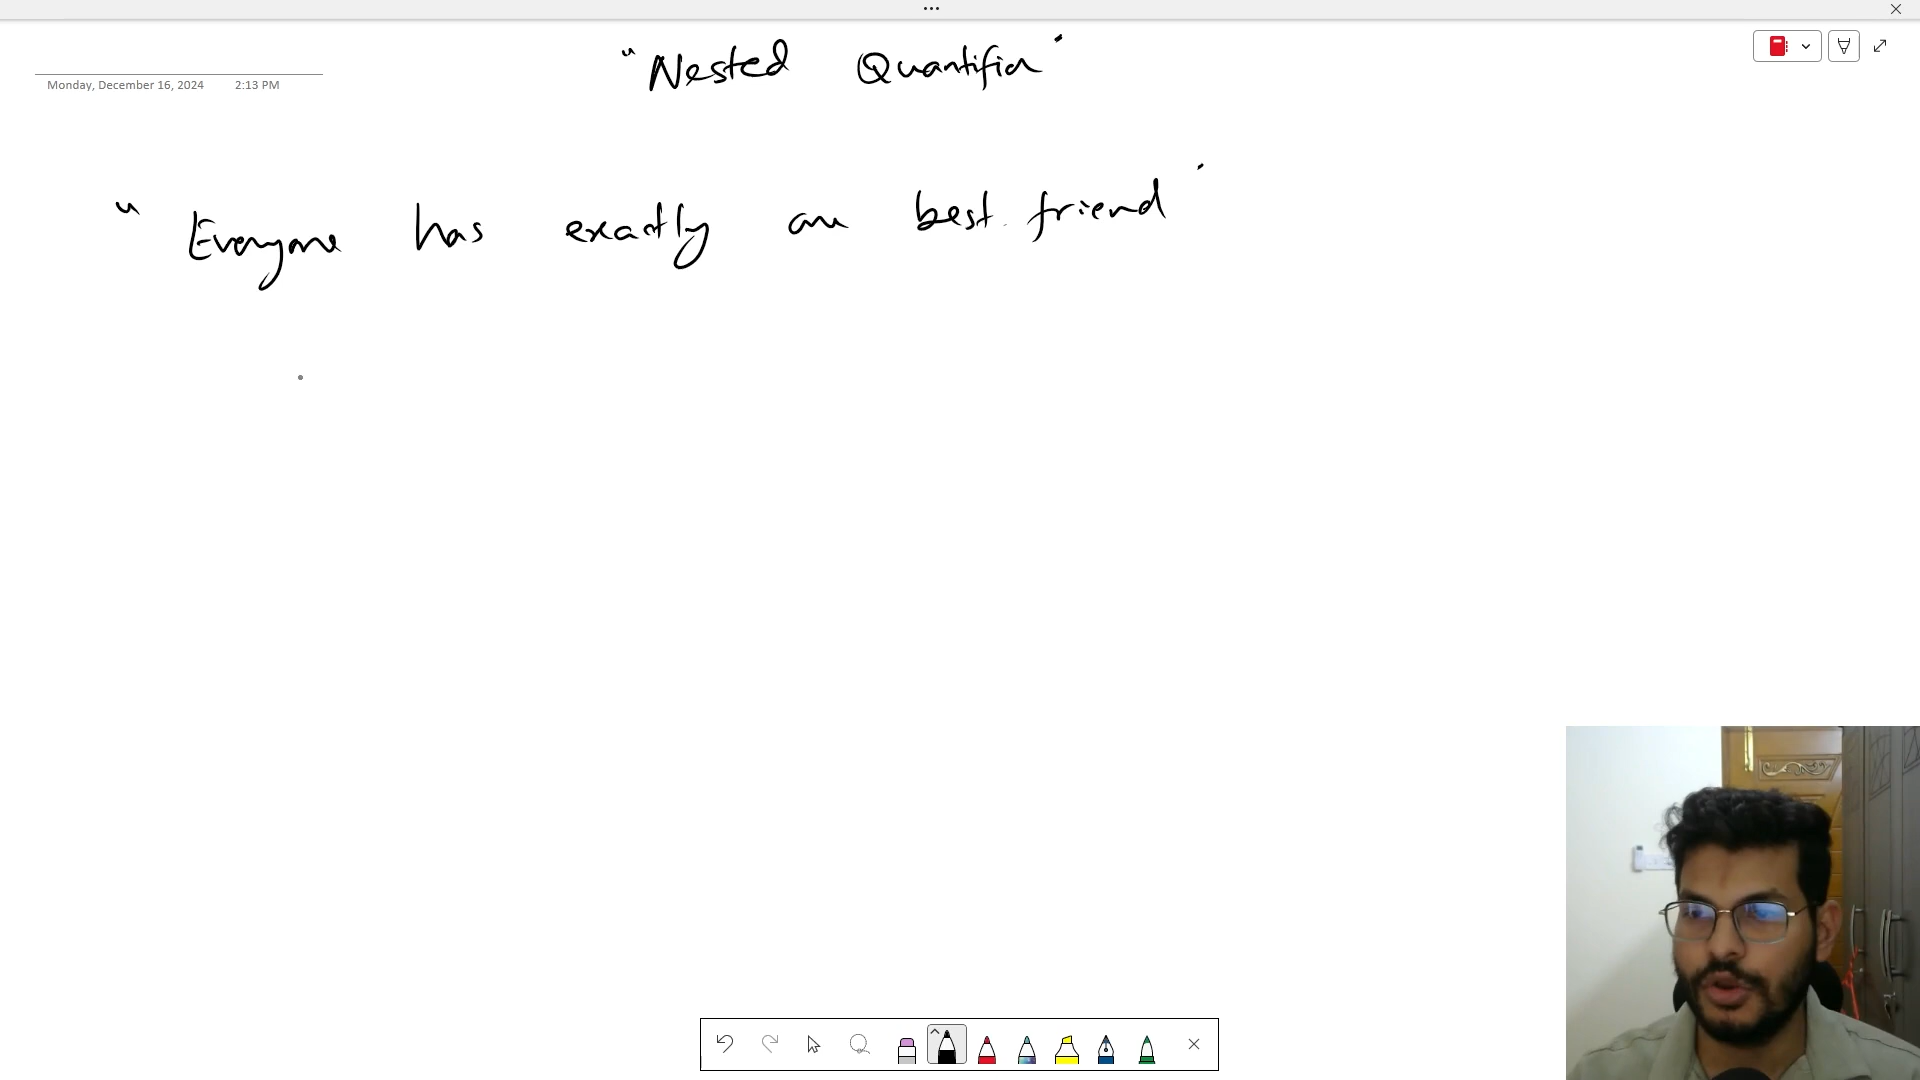 "Nested Quantifier"
Monday, December 16, 2024 2:13 PM
"Everyone has exactly one best friend"